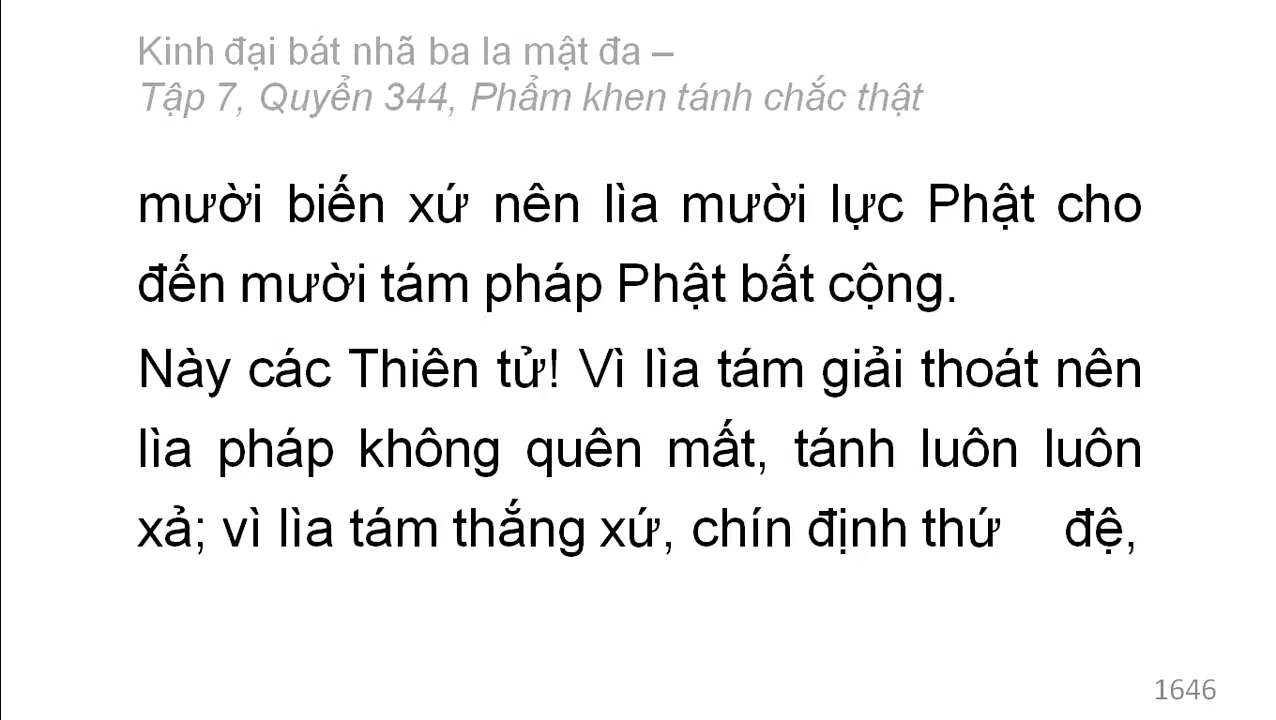 Kinh đại bát nhã ba la mật đa –
Tập 7, Quyển 344, Phẩm khen tánh chắc thật
mười biến xứ nên lìa mười lực Phật cho
đến mười tám pháp Phật bất cộng.
Này các Thiên tử! Vì lìa tám giải thoát nên
lìa pháp không quên mất, tánh luôn luôn
xả; vì lìa tám thắng xứ, chín định thứ đệ,
1646